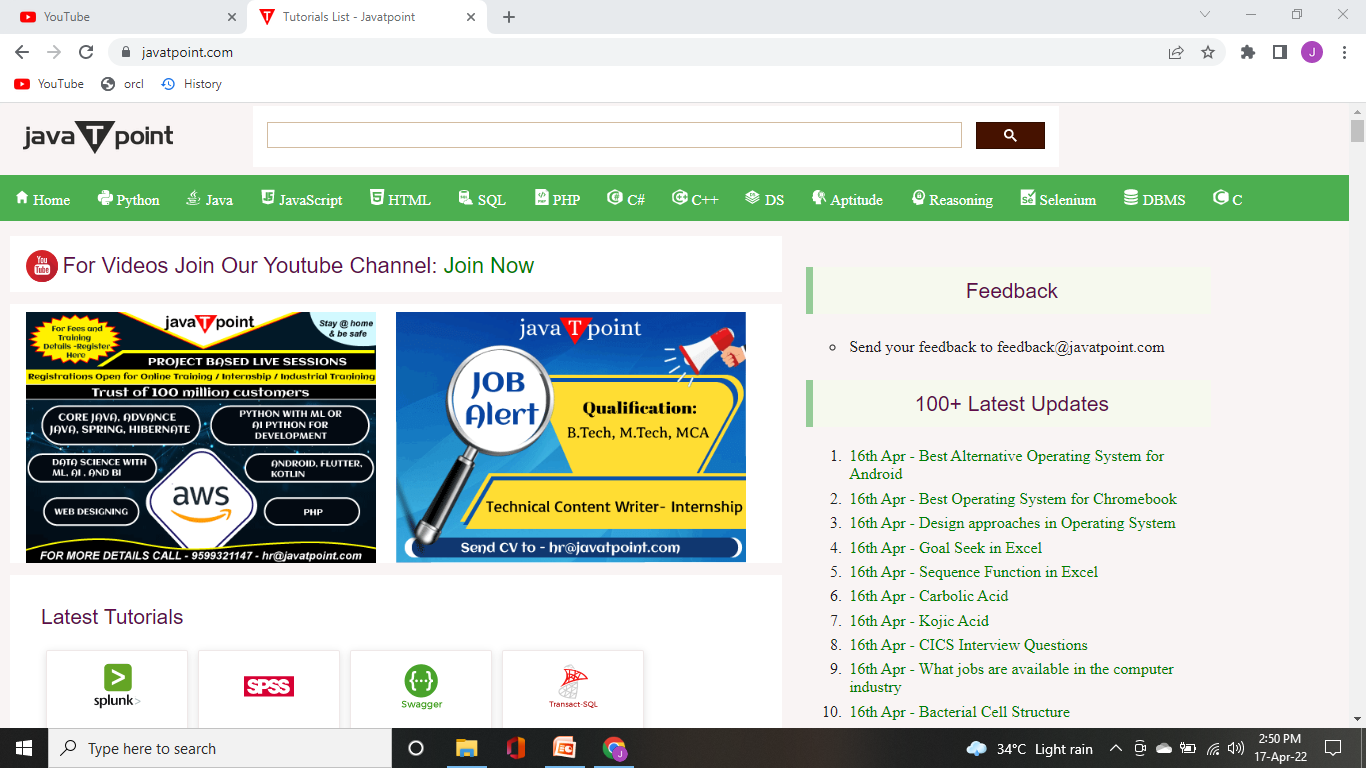 YouTube
Tutorials List - Javatpoint
javatpoint.com
J
YouTube
orcl
History
java T point
Home
Python
Java
JavaScript
HTML
SQL
PHP
C#
C++
DS
Aptitude
Reasoning
Selenium
DBMS
C
You
Tube
For Videos Join Our Youtube Channel: Join Now
For Fees and
Training
Details -Register
Here
java T point
Stay @ home
& be safe
PROJECT BASED LIVE SESSIONS
Registrations Open for Online Training / Internship / Industrial Tranining
Trust of 100 million customers
CORE JAVA, ADVANCE
JAVA, SPRING, HIBERNATE
PYTHON WITH ML OR
AI PYTHON FOR
DEVELOPMENT
DATA SCIENCE WITH
ML, AI , AND BI
ANDROID, FLUTTER,
KOTLIN
aws
WEB DESIGNING
PHP
FOR MORE DETAILS CALL - 9599321147 - hr@javatpoint.com
java T point
JOB
Alert
Qualification:
B.Tech, M.Tech, MCA
Technical Content Writer- Internship
Send CV to - hr@javatpoint.com
Latest Tutorials
splunk>
SPSS
{...}
Swagger
Transact-SQL
Feedback
Send your feedback to feedback@javatpoint.com
100+ Latest Updates
1. 16th Apr - Best Alternative Operating System for
Android
2. 16th Apr - Best Operating System for Chromebook
3. 16th Apr - Design approaches in Operating System
4. 16th Apr - Goal Seek in Excel
5. 16th Apr - Sequence Function in Excel
6. 16th Apr - Carbolic Acid
7. 16th Apr - Kojic Acid
8. 16th Apr - CICS Interview Questions
9. 16th Apr - What jobs are available in the computer
industry
10. 16th Apr - Bacterial Cell Structure
Type here to search
34°C Light rain
2:50 PM
17-Apr-22